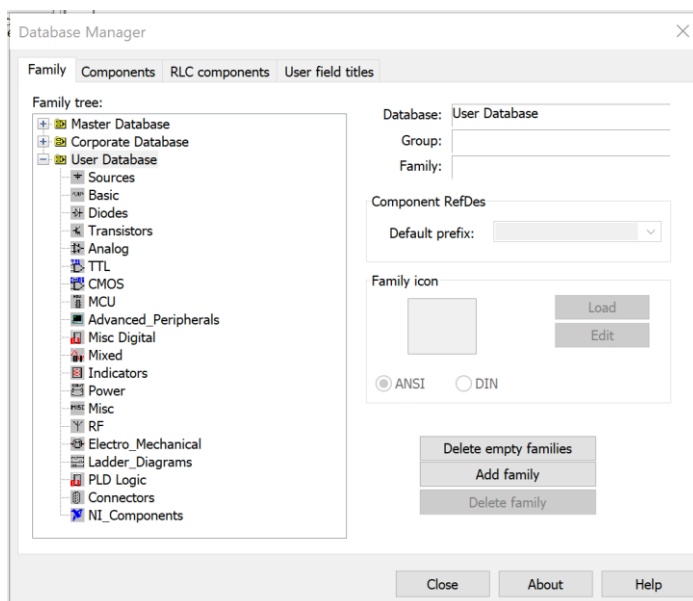 Database Manager
Family
Components
RLC components
User field titles
Family tree:
Master Database
Corporate Database
User Database
Sources
Basic
Diodes
Transistors
Analog
TTL
CMOS
MCU
Advanced_Peripherals
Misc Digital
Mixed
Indicators
Power
Misc
RF
Electro_Mechanical
Ladder_Diagrams
PLD Logic
Connectors
NI_Components
Database: User Database
Group:
Family:
Component RefDes
Default prefix:
Family icon
Load
Edit
ANSI
DIN
Delete empty families
Add family
Delete family
Close
About
Help